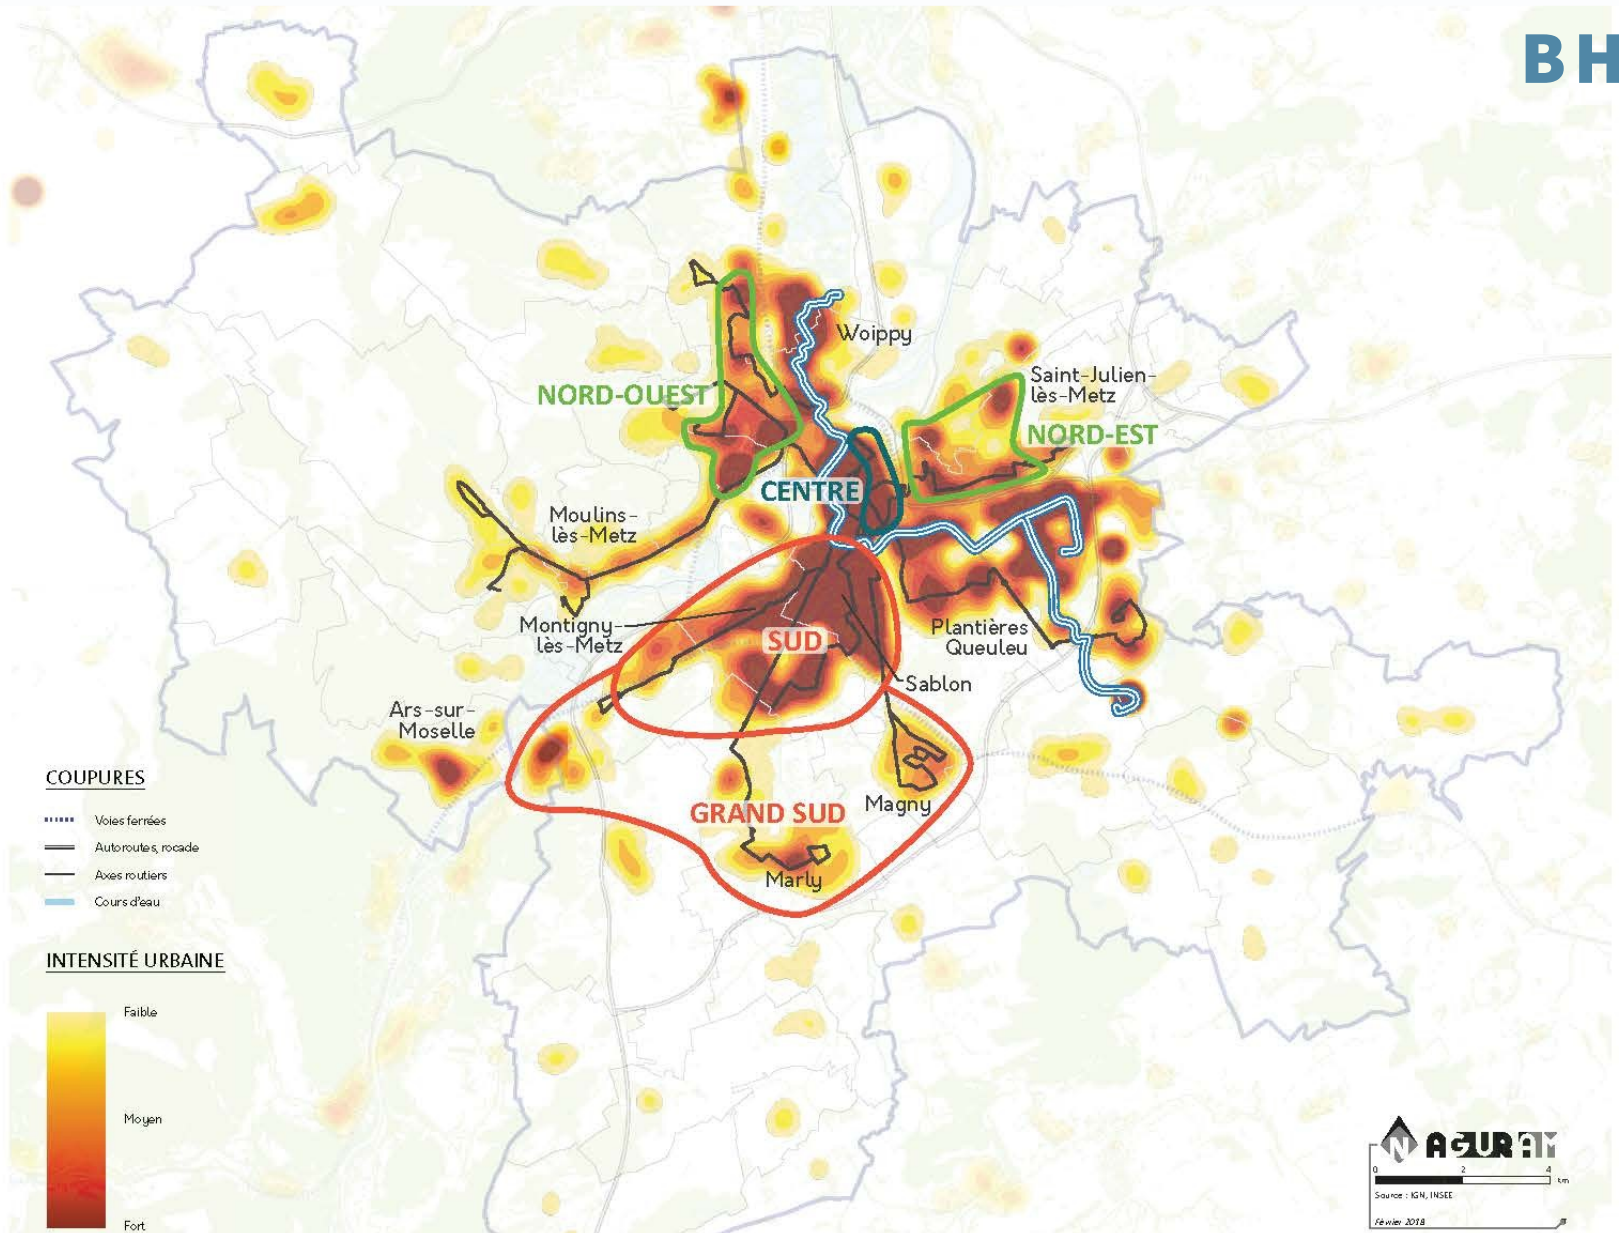 BH
Woippy
Saint-Julien-
lès-Metz
NORD-OUEST
NORD-EST
CENTRE
Moulins-
lès-Metz
Montigny-
lès-Metz
SUD
Plantières
Queuleu
Sablon
Ars-sur-
Moselle
GRAND SUD
Magny
Marly
COUPURES
Voies ferrées
Autoroutes, rocade
Axes routiers
Cours d'eau
INTENSITÉ URBAINE
Faible
Moyen
Fort
N AGURAM
0 2 4
km
Source : IGN, INSEE
Février 2018